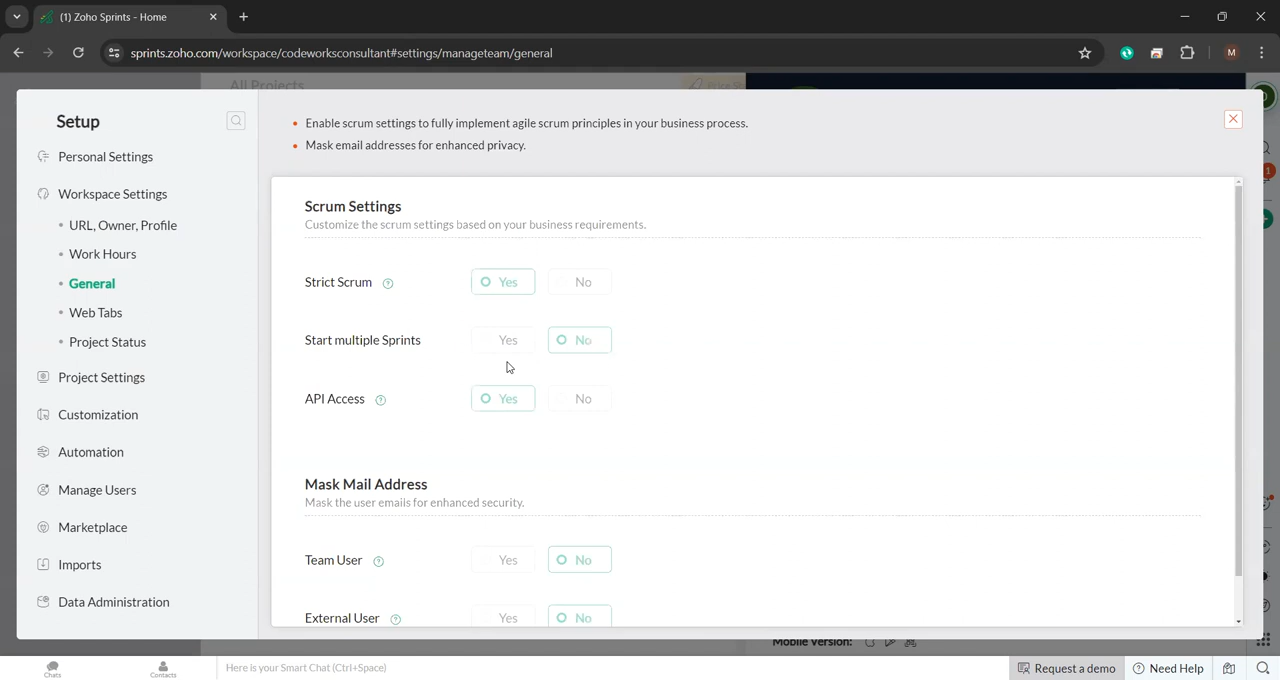 (1) Zoho Sprints - Home
sprints.zoho.com/workspace/codeworksconsultant#settings/manageteam/general
M
All Projects
Setup
Personal Settings
Workspace Settings
URL, Owner, Profile
Work Hours
General
Web Tabs
Project Status
Project Settings
Customization
Automation
Manage Users
Marketplace
Imports
Data Administration
Enable scrum settings to fully implement agile scrum principles in your business process.
Mask email addresses for enhanced privacy.
Scrum Settings
Customize the scrum settings based on your business requirements.
Strict Scrum ? Yes No
Start multiple Sprints Yes No
API Access ? Yes No
Mask Mail Address
Mask the user emails for enhanced security.
Team User ? Yes No
External User ? Yes No
1
Mobile Version:
Chats
Contacts
Here is your Smart Chat (Ctrl+Space)
Request a demo
Need Help